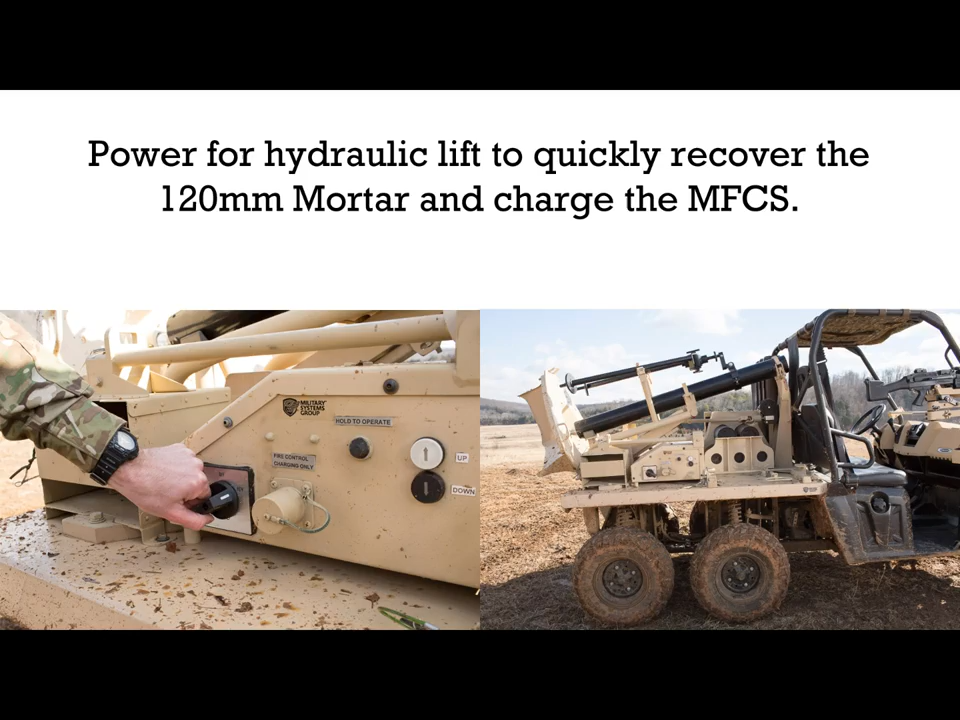 Power for hydraulic lift to quickly recover the
120mm Mortar and charge the MFCS.
MILITARY
SYSTEMS
GROUP
HOLD TO OPERATE
FIRE CONTROL
CHARGING ONLY
UP
DOWN